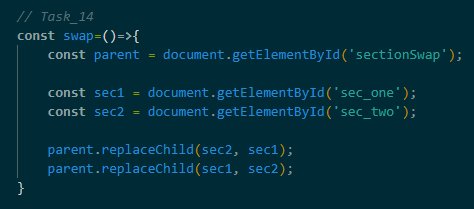 // Task_14
const swap=()=>{
    const parent = document.getElementById('sectionSwap');

    const sec1 = document.getElementById('sec_one');
    const sec2 = document.getElementById('sec_two');

    parent.replaceChild(sec2, sec1);
    parent.replaceChild(sec1, sec2);
}